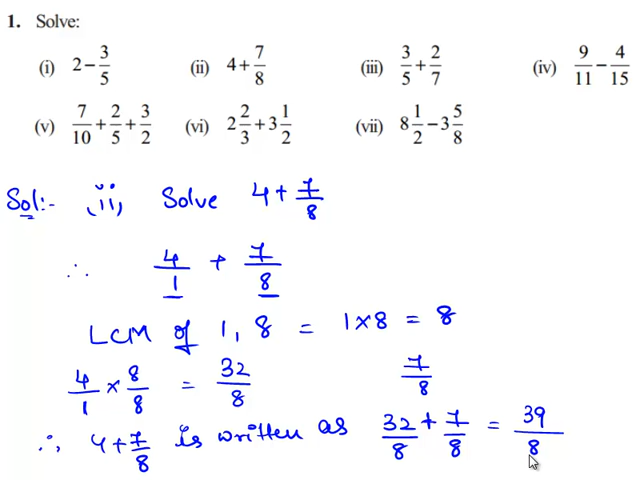 1. Solve:
(i) 2 − 3/5 (ii) 4 + 7/8 (iii) 3/5 + 2/7 (iv) 9/11 − 4/15
(v) 7/10 + 2/5 + 3/2 (vi) 2 2/3 + 3 1/2 (vii) 8 1/2 − 3 5/8
Sol:- (ii) Solve 4 + 7/8
∴ 4/1 + 7/8
LCM of 1, 8 = 1 × 8 = 8
4/1 × 8/8 = 32/8 7/8
∴ 4 + 7/8 is written as 32/8 + 7/8 = 39/8